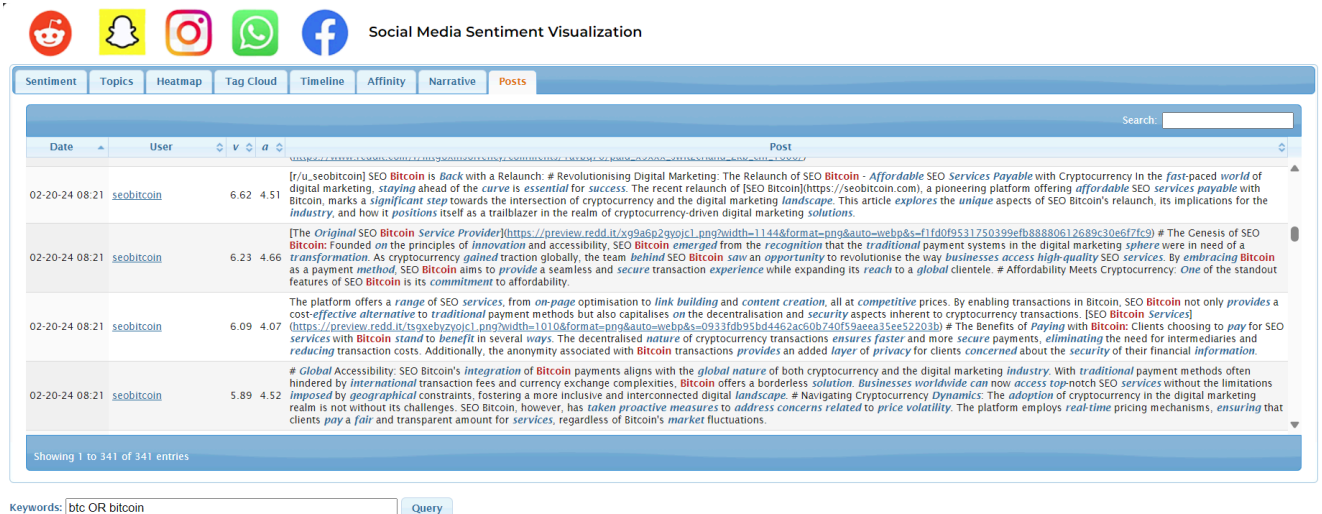 Social Media Sentiment Visualization
Sentiment Topics Heatmap Tag Cloud Timeline Affinity Narrative Posts
Search:
Date User v a Post
02-20-24 08:21 seobitcoin 6.62 4.51
[r/u_seobitcoin] SEO Bitcoin is Back with a Relaunch: # Revolutionising Digital Marketing: The Relaunch of SEO Bitcoin - Affordable SEO Services Payable with Cryptocurrency In the fast-paced world of
digital marketing, staying ahead of the curve is essential for success. The recent relaunch of [SEO Bitcoin](https://seobitcoin.com), a pioneering platform offering affordable SEO services payable with
Bitcoin, marks a significant step towards the intersection of cryptocurrency and the digital marketing landscape. This article explores the unique aspects of SEO Bitcoin's relaunch, its implications for the
industry, and how it positions itself as a trailblazer in the realm of cryptocurrency-driven digital marketing solutions.
02-20-24 08:21 seobitcoin 6.23 4.66
[The Original SEO Bitcoin Service Provider](https://preview.redd.it/xg9a6p2gyojc1.png?width=1144&format=png&auto=webp&s=f1fd0f9531750399efb88880612689c30e6f7fc9) # The Genesis of SEO
Bitcoin: Founded on the principles of innovation and accessibility, SEO Bitcoin emerged from the recognition that the traditional payment systems in the digital marketing sphere were in need of a
transformation. As cryptocurrency gained traction globally, the team behind SEO Bitcoin saw an opportunity to revolutionise the way businesses access high-quality SEO services. By embracing Bitcoin
as a payment method, SEO Bitcoin aims to provide a seamless and secure transaction experience while expanding its reach to a global clientele. # Affordability Meets Cryptocurrency: One of the standout
features of SEO Bitcoin is its commitment to affordability.
02-20-24 08:21 seobitcoin 6.09 4.07
The platform offers a range of SEO services, from on-page optimisation to link building and content creation, all at competitive prices. By enabling transactions in Bitcoin, SEO Bitcoin not only provides a
cost-effective alternative to traditional payment methods but also capitalises on the decentralisation and security aspects inherent to cryptocurrency transactions. [SEO Bitcoin Services]
(https://preview.redd.it/tsgxebyzyojc1.png?width=1010&format=png&auto=webp&s=0933fdb95bd4462ac60b740f59aeea35ee52203b) # The Benefits of Paying with Bitcoin: Clients choosing to pay for SEO
services with Bitcoin stand to benefit in several ways. The decentralised nature of cryptocurrency transactions ensures faster and more secure payments, eliminating the need for intermediaries and
reducing transaction costs. Additionally, the anonymity associated with Bitcoin transactions provides an added layer of privacy for clients concerned about the security of their financial information.
02-20-24 08:21 seobitcoin 5.89 4.52
# Global Accessibility: SEO Bitcoin's integration of Bitcoin payments aligns with the global nature of both cryptocurrency and the digital marketing industry. With traditional payment methods often
hindered by international transaction fees and currency exchange complexities, Bitcoin offers a borderless solution. Businesses worldwide can now access top-notch SEO services without the limitations
imposed by geographical constraints, fostering a more inclusive and interconnected digital landscape. # Navigating Cryptocurrency Dynamics: The adoption of cryptocurrency in the digital marketing
realm is not without its challenges. SEO Bitcoin, however, has taken proactive measures to address concerns related to price volatility. The platform employs real-time pricing mechanisms, ensuring that
clients pay a fair and transparent amount for services, regardless of Bitcoin's market fluctuations.
Showing 1 to 341 of 341 entries
Keywords: btc OR bitcoin Query